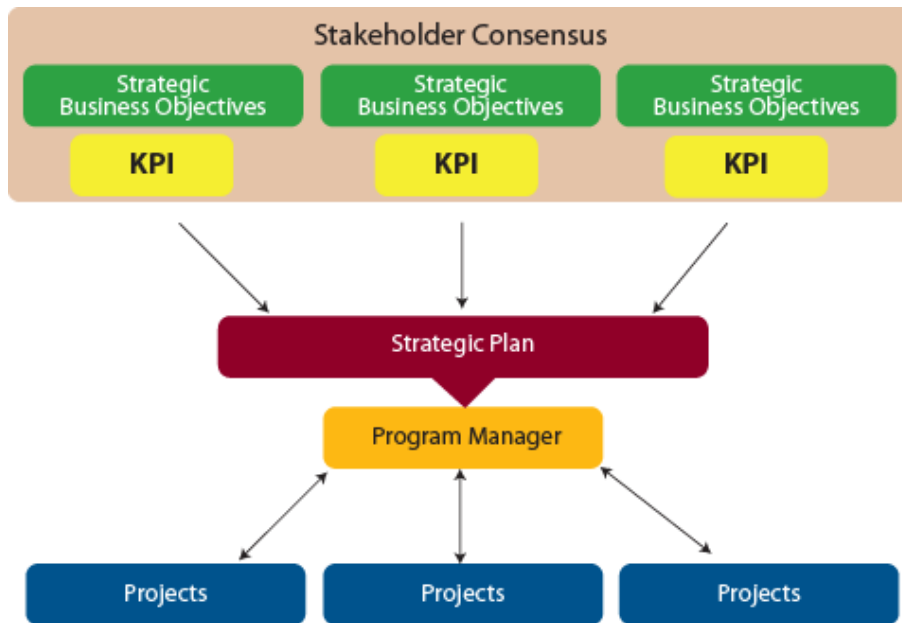 Stakeholder Consensus
Strategic
Business Objectives
Strategic
Business Objectives
Strategic
Business Objectives
KPI
KPI
KPI
Strategic Plan
Program Manager
Projects
Projects
Projects